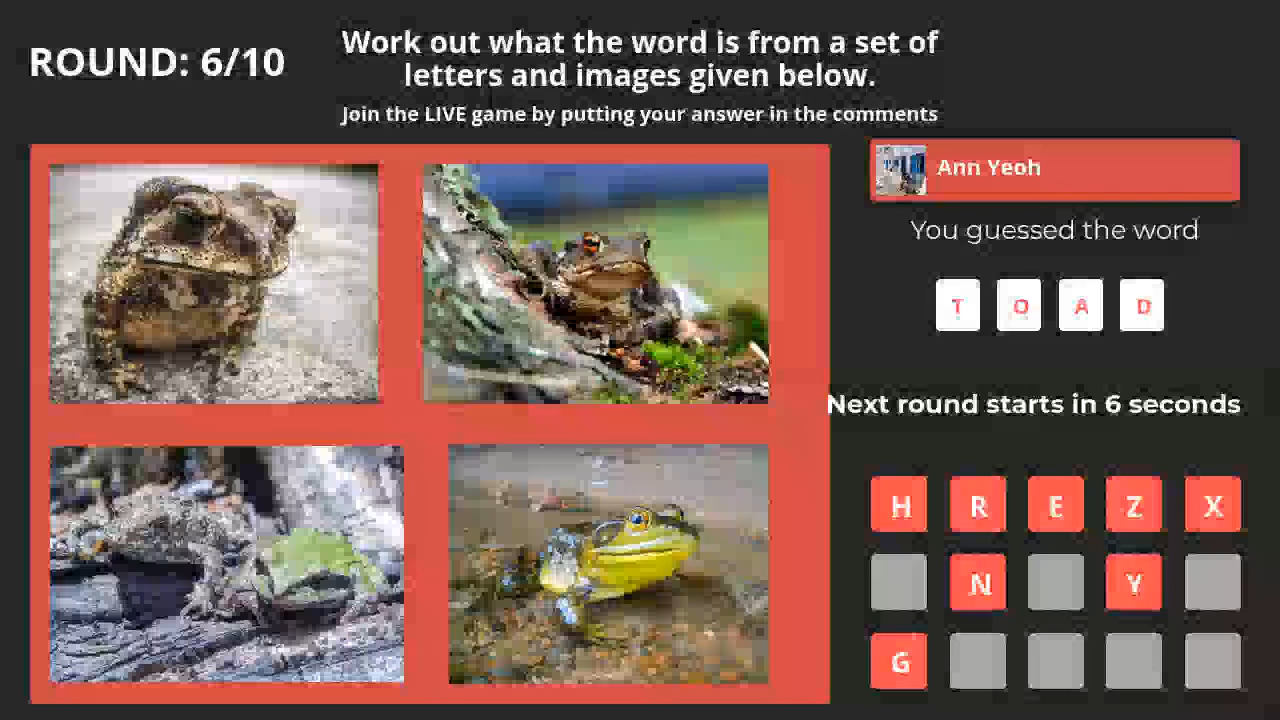 ROUND: 6/10
Work out what the word is from a set of
letters and images given below.
Join the LIVE game by putting your answer in the comments
Ann Yeoh
You guessed the word
T O A D
Next round starts in 6 seconds
H R E Z X
N Y
G